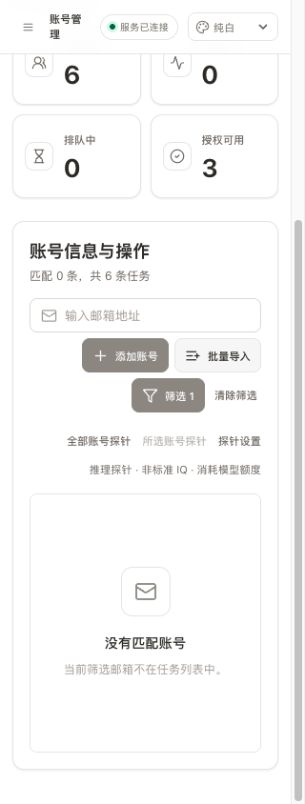 账号管
理
服务已连接
纯白
6
0
排队中
0
授权可用
3
账号信息与操作
匹配 0 条，共 6 条任务
输入邮箱地址
添加账号
批量导入
筛选 1
清除筛选
全部账号探针 所选账号探针 探针设置
推理探针 · 非标准 IQ · 消耗模型额度
没有匹配账号
当前筛选邮箱不在任务列表中。